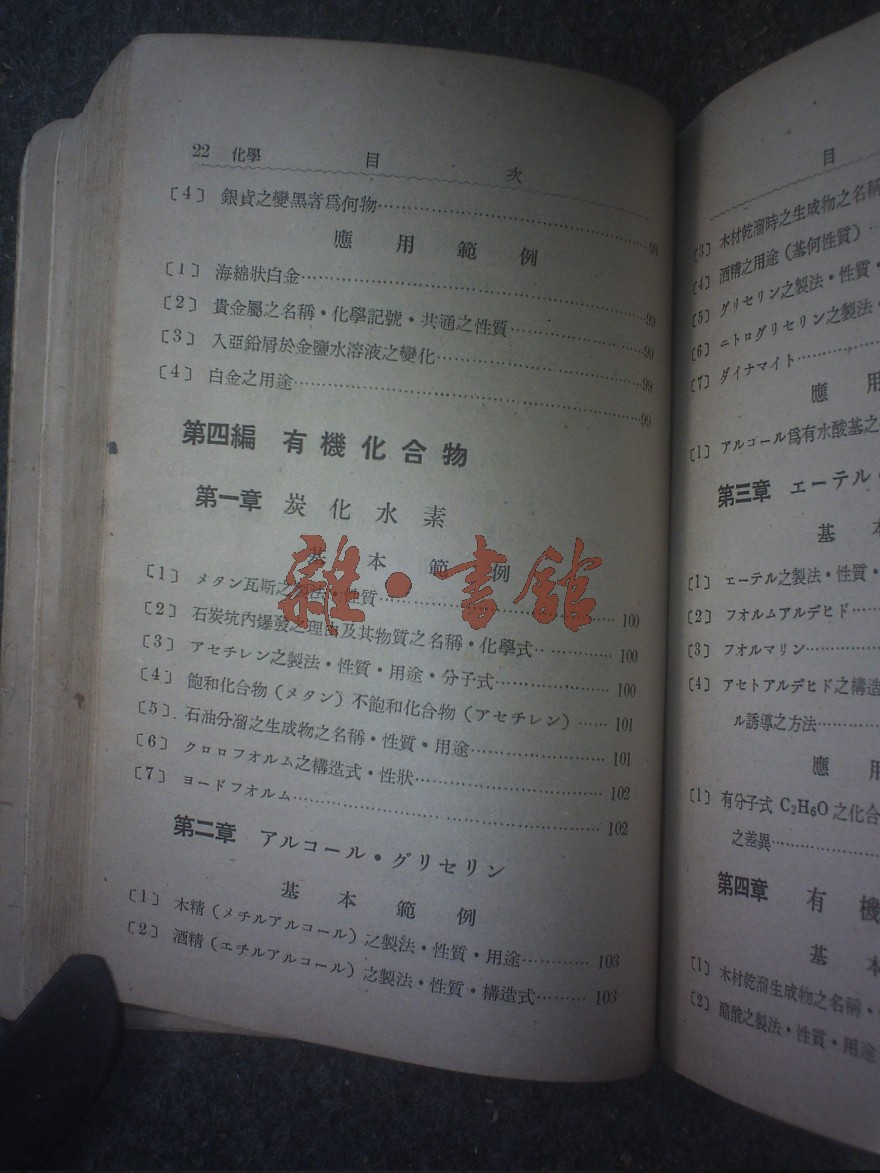 22 化學 目 次
〔4〕 銀貨之變黑者爲何物…………98
應 用 範 例
〔1〕 海綿狀白金…………99
〔2〕 貴金屬之名稱・化學記號・共通之性質…………99
〔3〕 入亞鉛屑於金鹽水溶液之變化…………99
〔4〕 白金之用途…………99
第四編 有機化合物
第一章 炭化水素
基 本 範 例
〔1〕 メタン瓦斯之製法・性質…………100
〔2〕 石炭坑內爆發之理由及其物質之名稱・化學式…………100
〔3〕 アセチレン之製法・性質・用途・分子式…………100
〔4〕 飽和化合物（メタン）不飽和化合物（アセチレン）……101
〔5〕 石油分溜之生成物之名稱・性質・用途…………101
〔6〕 クロロフオルム之構造式・性狀…………102
〔7〕 ヨードフオルム…………102
第二章 アルコール・グリセリン
基 本 範 例
〔1〕 木精（メチルアルコール）之製法・性質・用途…………103
〔2〕 酒精（エチルアルコール）之製法・性質・構造式………103
雜・書館
目
〔3〕 木材乾溜時之生成物之名稱
〔4〕 酒精之用途（基何性質）
〔5〕 グリセリン之製法・性質・
〔6〕 ニトログリセリン之製法・
〔7〕 ダイナマイト…………
應 用
〔1〕 アルコール爲有水酸基之
第三章 エーテル・
基 本
〔1〕 エーテル之製法・性質・
〔2〕 フオルムアルデヒド…………
〔3〕 フオルマリン…………
〔4〕 アセトアルデヒド之構造
ル誘導之方法…………
應 用
〔1〕 有分子式 C₂H₆O 之化合
之差異…………
第四章 有 機
基 本
〔1〕 木材乾溜生成物之名稱・
〔2〕 醋酸之製法・性質・用途